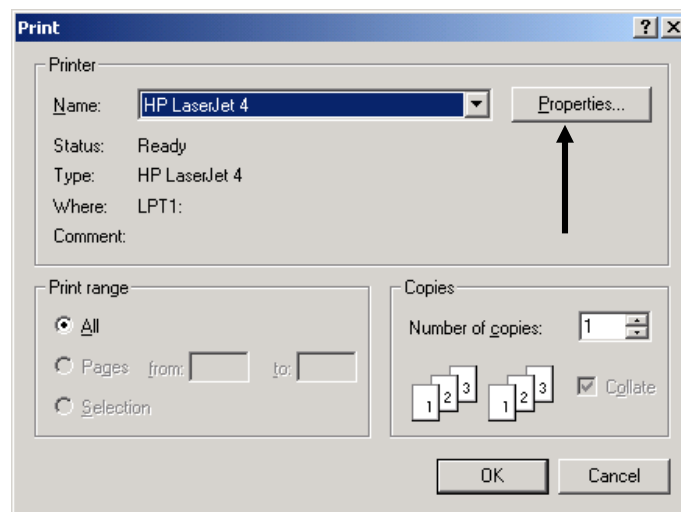 Print
Printer
Name: HP LaserJet 4 Properties...
Status: Ready
Type: HP LaserJet 4
Where: LPT1:
Comment:
Print range
All
Pages from: to:
Selection
Copies
Number of copies: 1
1 2 3 1 2 3 Collate
OK Cancel